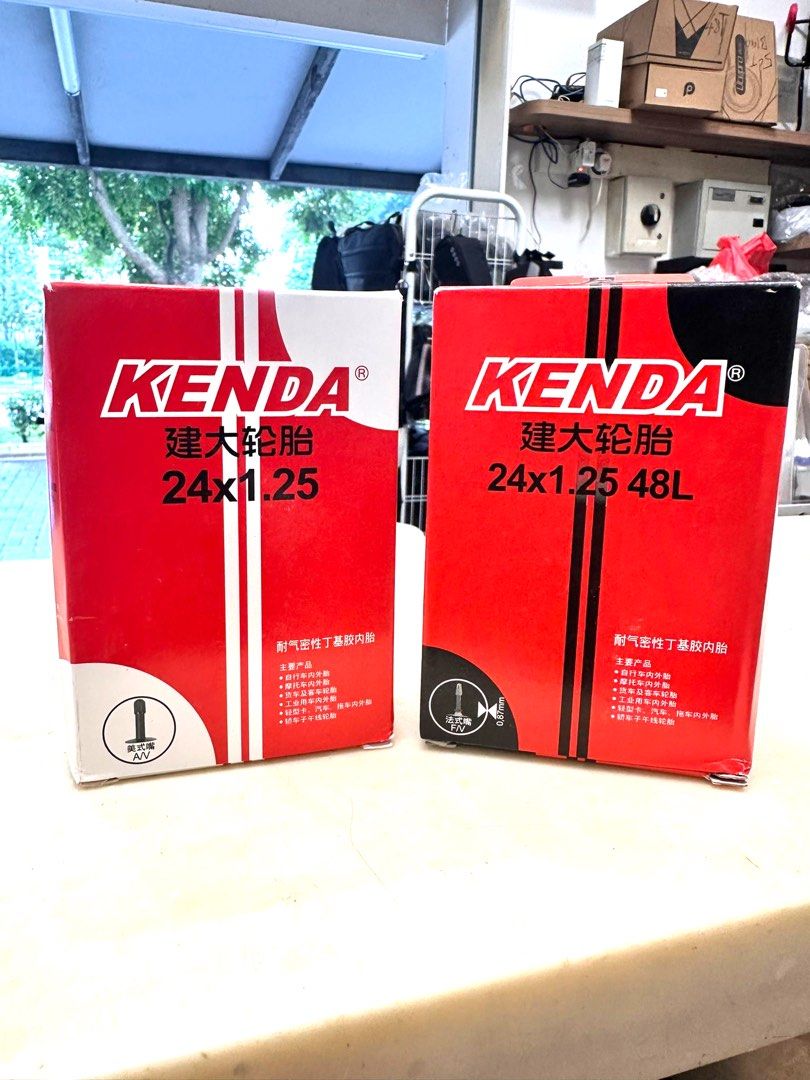 KENDA®
建大轮胎
24x1.25
耐气密性丁基胶内胎
主要产品
• 自行车内外胎
• 摩托车内外胎
• 货车及客车轮胎
• 工业用车内外胎
• 轻型卡、汽车、拖车内外胎
• 轿车子午线轮胎
美式嘴
A/V
KENDA®
建大轮胎
24x1.25 48L
耐气密性丁基胶内胎
主要产品
• 自行车内外胎
• 摩托车内外胎
• 货车及客车轮胎
• 工业用车内外胎
• 轻型卡、汽车、拖车内外胎
• 轿车子午线轮胎
法式嘴
F/V
0.87mm